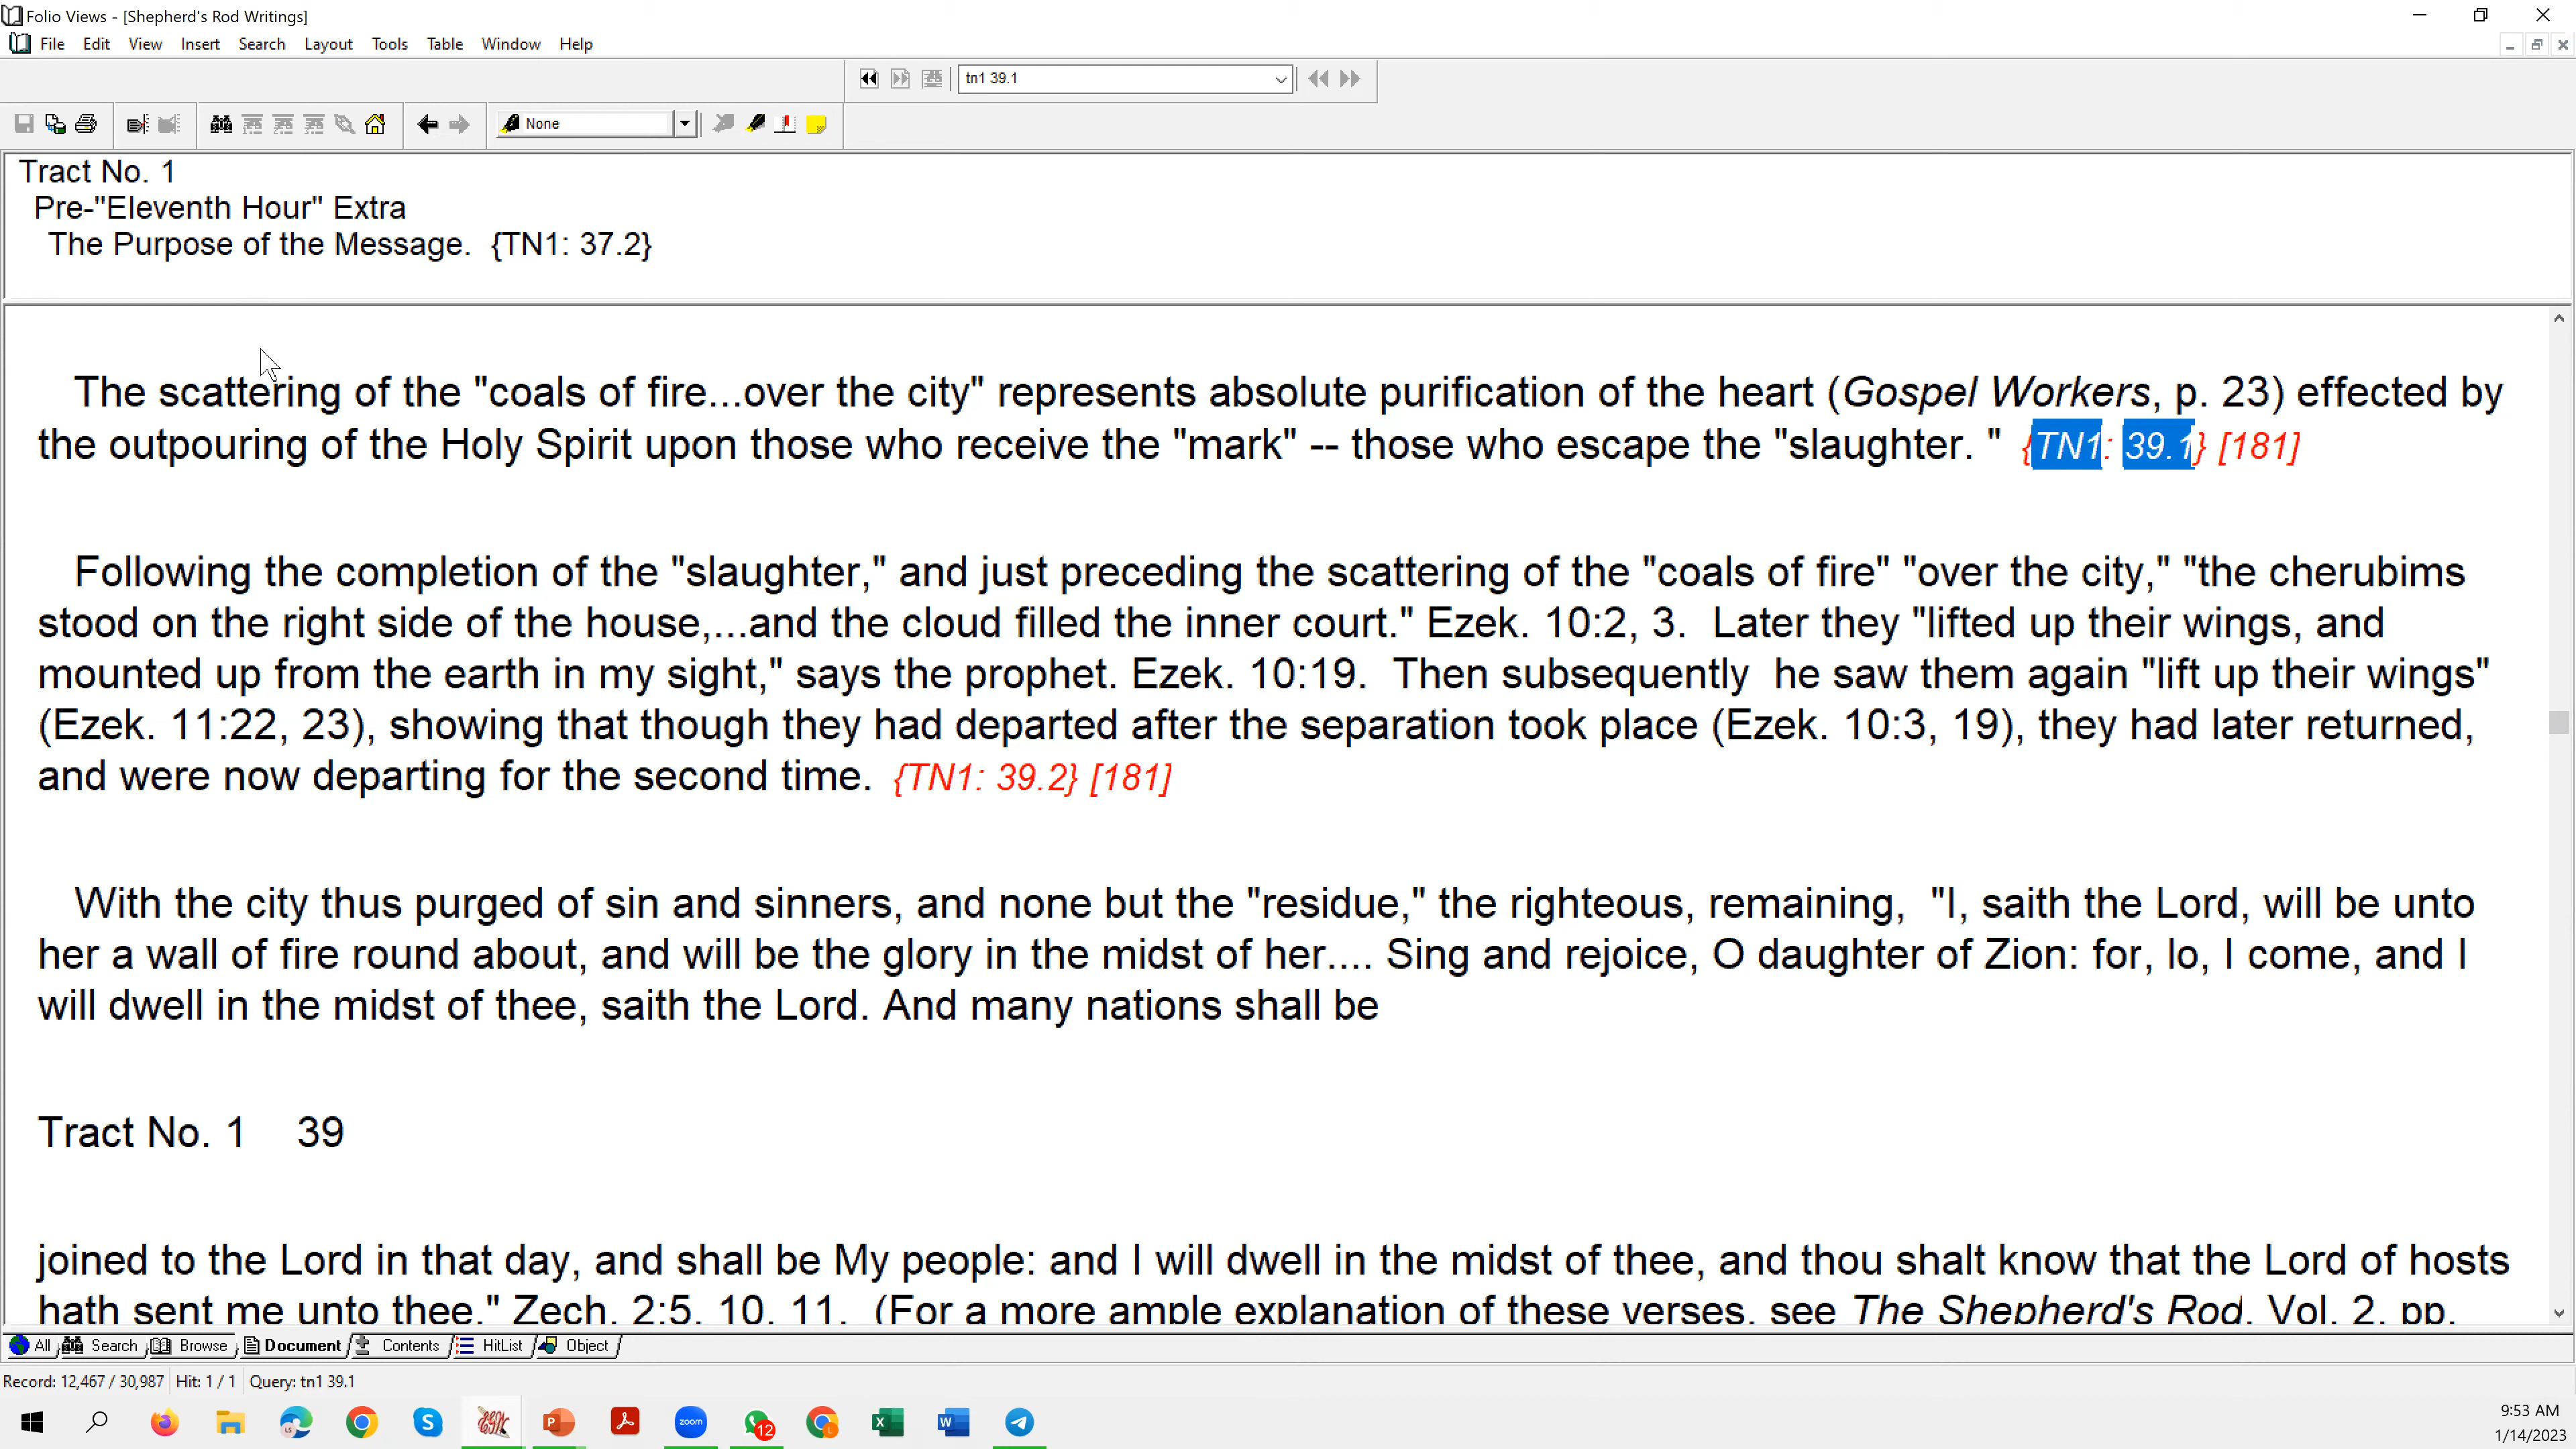 Folio Views - [Shepherd's Rod Writings]
File Edit View Insert Search Layout Tools Table Window Help
tn1 39.1
None
Tract No. 1
Pre-"Eleventh Hour" Extra
The Purpose of the Message. {TN1: 37.2}
The scattering of the "coals of fire...over the city" represents absolute purification of the heart (Gospel Workers, p. 23) effected by
the outpouring of the Holy Spirit upon those who receive the "mark" -- those who escape the "slaughter. " {TN1: 39.1} [181]
Following the completion of the "slaughter," and just preceding the scattering of the "coals of fire" "over the city," "the cherubims
stood on the right side of the house,...and the cloud filled the inner court." Ezek. 10:2, 3. Later they "lifted up their wings, and
mounted up from the earth in my sight," says the prophet. Ezek. 10:19. Then subsequently he saw them again "lift up their wings"
(Ezek. 11:22, 23), showing that though they had departed after the separation took place (Ezek. 10:3, 19), they had later returned,
and were now departing for the second time. {TN1: 39.2} [181]
With the city thus purged of sin and sinners, and none but the "residue," the righteous, remaining, "I, saith the Lord, will be unto
her a wall of fire round about, and will be the glory in the midst of her.... Sing and rejoice, O daughter of Zion: for, lo, I come, and I
will dwell in the midst of thee, saith the Lord. And many nations shall be
Tract No. 1 39
joined to the Lord in that day, and shall be My people: and I will dwell in the midst of thee, and thou shalt know that the Lord of hosts
hath sent me unto thee." Zech. 2:5, 10, 11. (For a more ample explanation of these verses, see The Shepherd's Rod, Vol. 2, pp.
All Search Browse Document Contents HitList Object
Record: 12,467 / 30,987 Hit: 1 / 1 Query: tn1 39.1
zoom 12
9:53 AM
1/14/2023